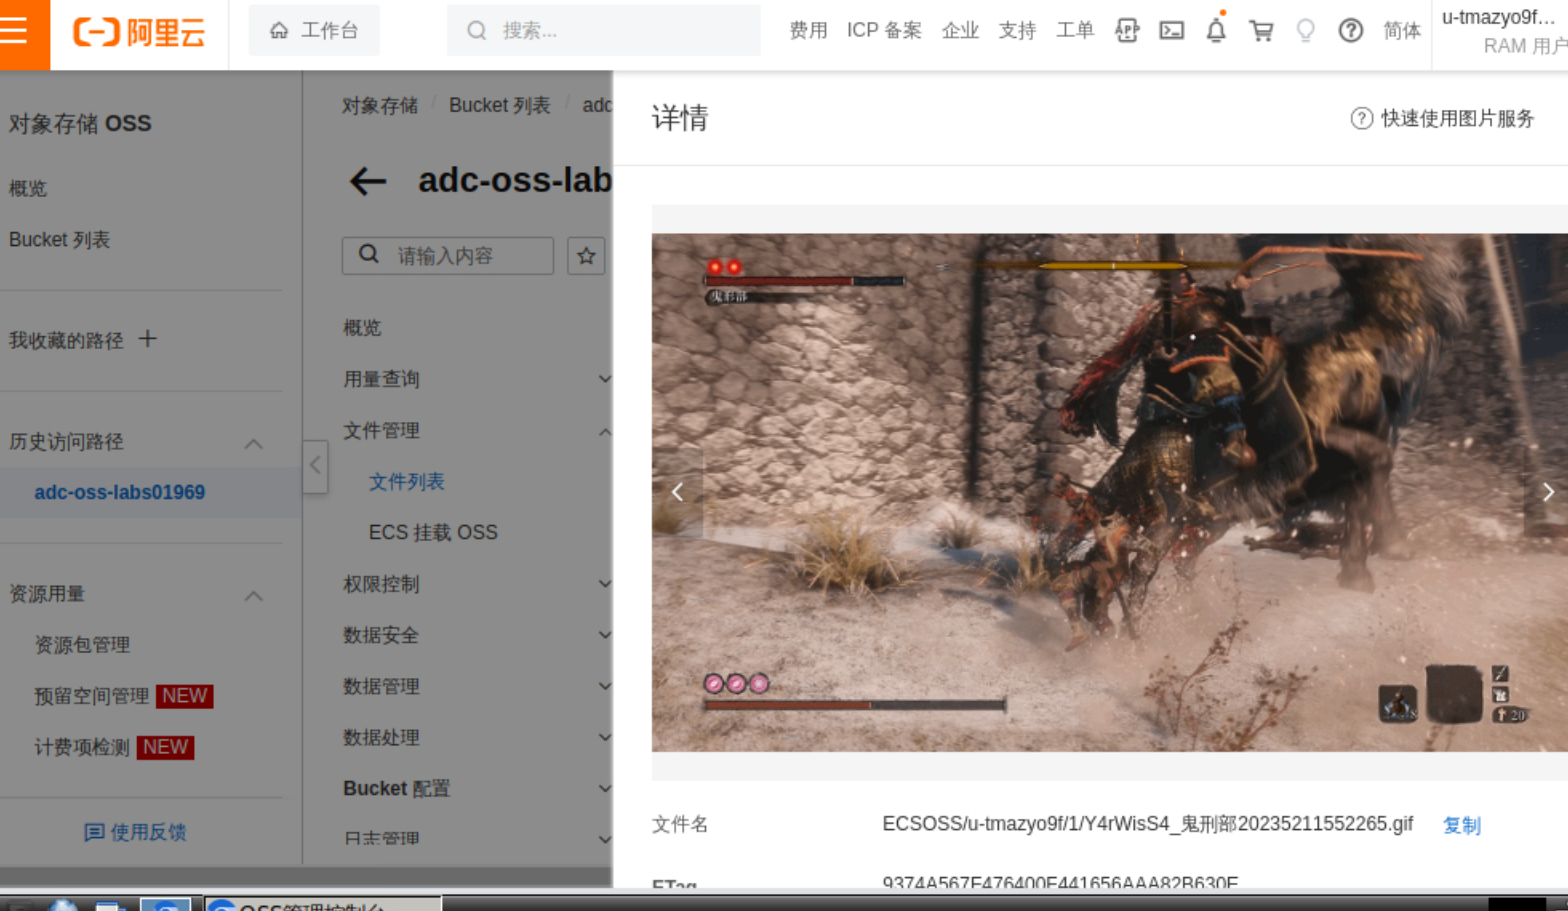 阿里云
工作台
搜索...
费用 ICP 备案 企业 支持 工单 APP 简体
u-tmazyo9f...
RAM 用户
对象存储 OSS
概览
Bucket 列表
我收藏的路径
历史访问路径
adc-oss-labs01969
资源用量
资源包管理
预留空间管理 NEW
计费项检测 NEW
使用反馈
对象存储 / Bucket 列表 / adc
adc-oss-lab
请输入内容
概览
用量查询
文件管理
文件列表
ECS 挂载 OSS
权限控制
数据安全
数据管理
数据处理
Bucket 配置
日志管理
详情
快速使用图片服务
鬼形部
20
文件名 ECSOSS/u-tmazyo9f/1/Y4rWisS4_鬼刑部20235211552265.gif 复制
ETag 9374A567F476400F441656AAA82B630F
OSS管理控制台